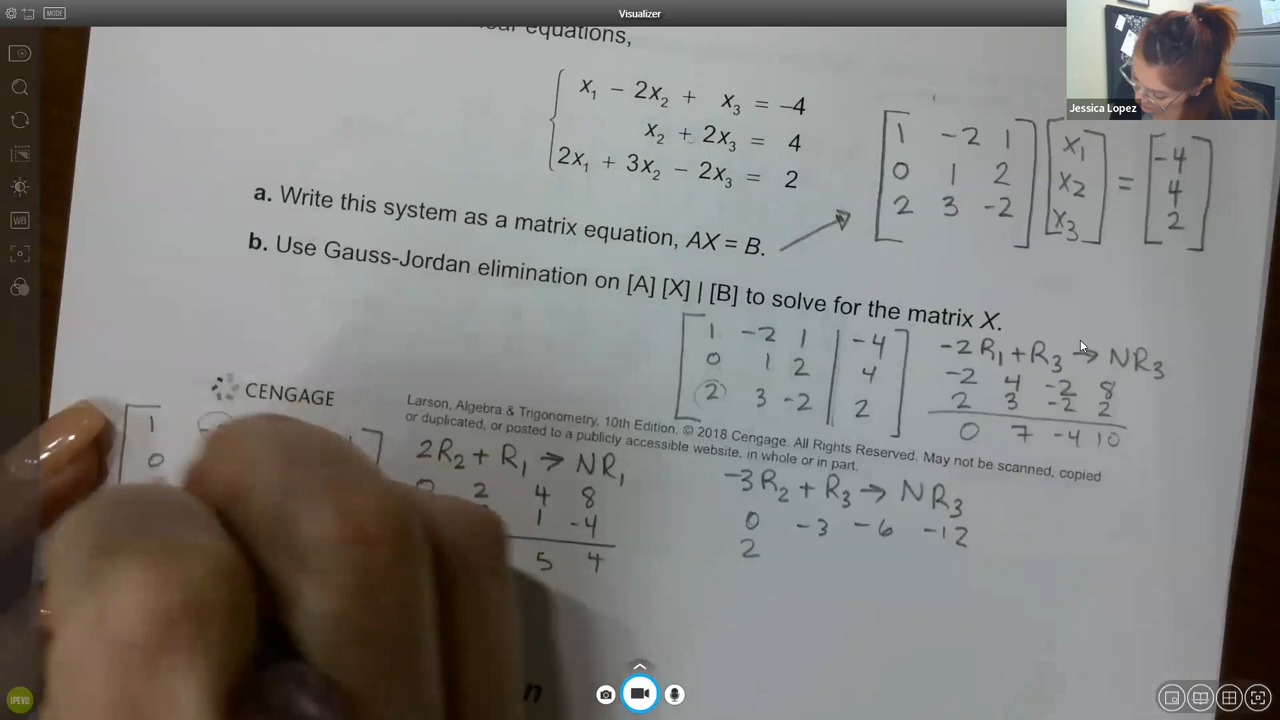 MODE
Visualizer
equations,
x₁ − 2x₂ + x₃ = −4
x₂ + 2x₃ = 4
2x₁ + 3x₂ − 2x₃ = 2
1 -2 1 x₁ -4
0 1 2 x₂ = 4
2 3 -2 x₃ 2
Jessica Lopez
a. Write this system as a matrix equation, AX = B.
b. Use Gauss-Jordan elimination on [A] [X] | [B] to solve for the matrix X.
1 -2 1 | -4
0 1 2 | 4
2 3 -2 | 2
-2R₁ + R₃ → NR₃
-2 4 -2 8
2 3 -2 2
0 7 -4 10
CENGAGE
Larson, Algebra & Trigonometry, 10th Edition. © 2018 Cengage. All Rights Reserved. May not be scanned, copied
or duplicated, or posted to a publicly accessible website, in whole or in part.
1
0
2R₂ + R₁ → NR₁
0 2 4 8
1 -4
5 4
-3R₂ + R₃ → NR₃
0 -3 -6 -12
2
n
WB
IPEVO